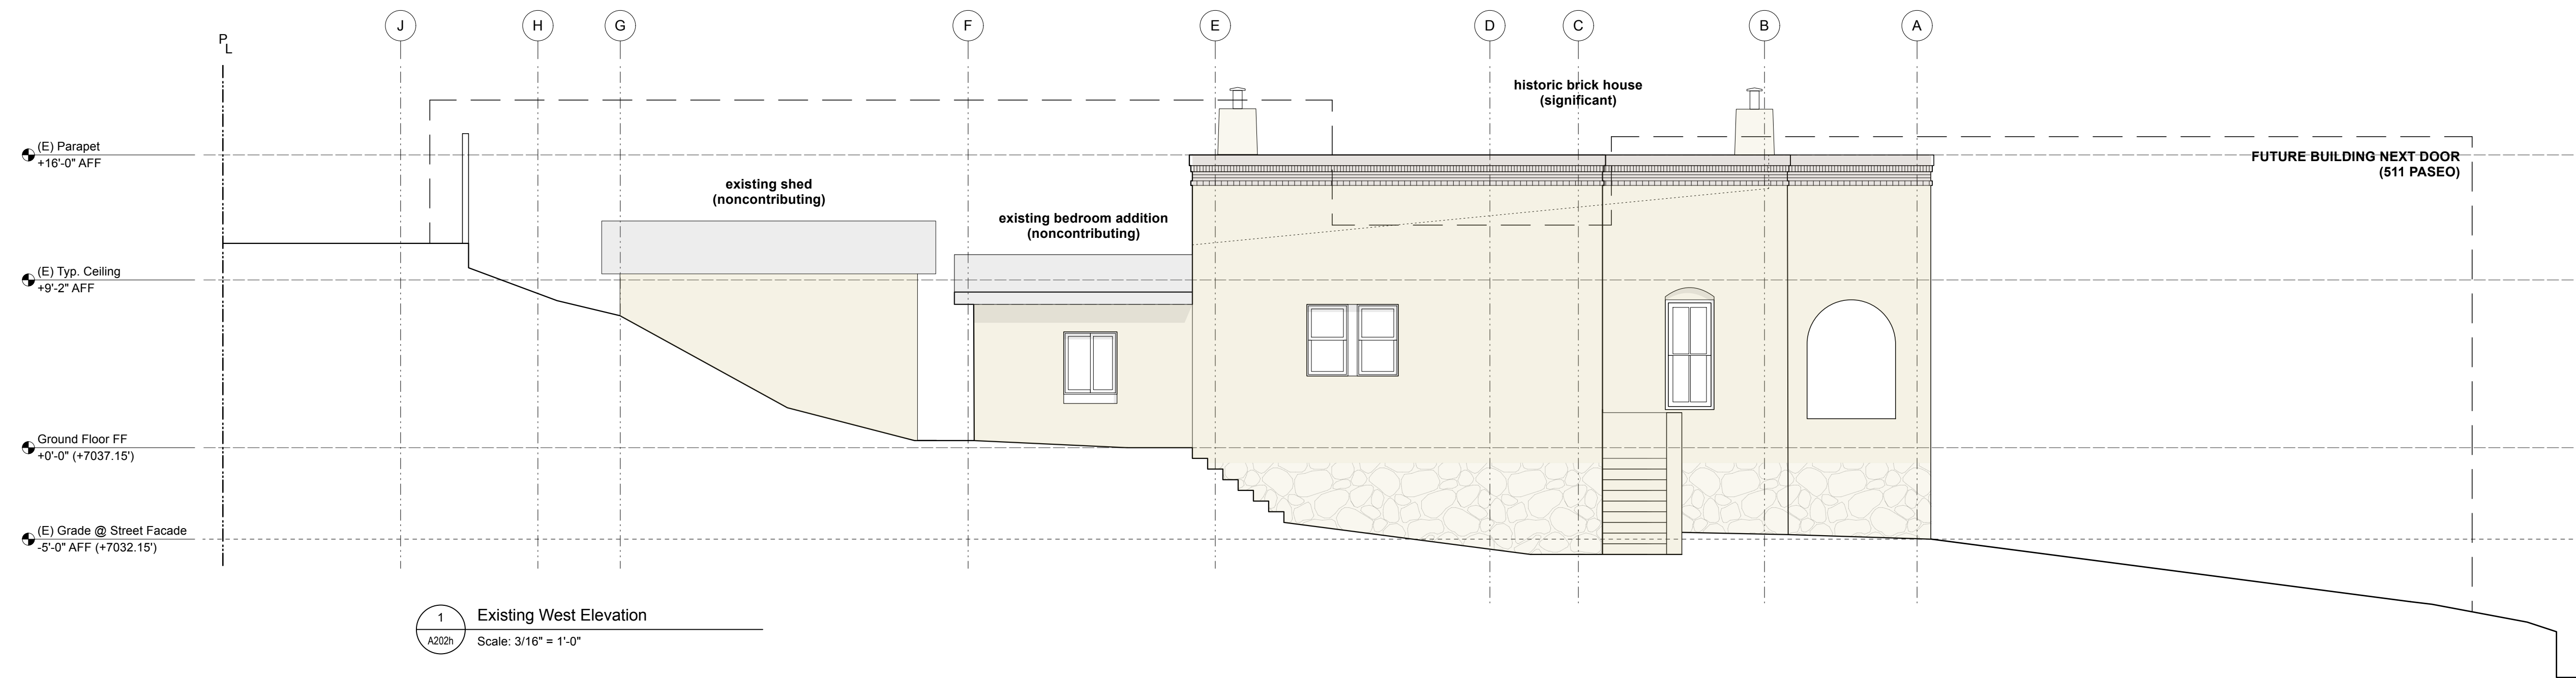 P
L
J
H
G
F
E
D
C
B
A
historic brick house
(significant)
(E) Parapet
+16'-0" AFF
FUTURE BUILDING NEXT DOOR
(511 PASEO)
existing shed
(noncontributing)
existing bedroom addition
(noncontributing)
(E) Typ. Ceiling
+9'-2" AFF
Ground Floor FF
+0'-0" (+7037.15')
(E) Grade @ Street Facade
-5'-0" AFF (+7032.15')
1
A202h
Existing West Elevation
Scale: 3/16" = 1'-0"